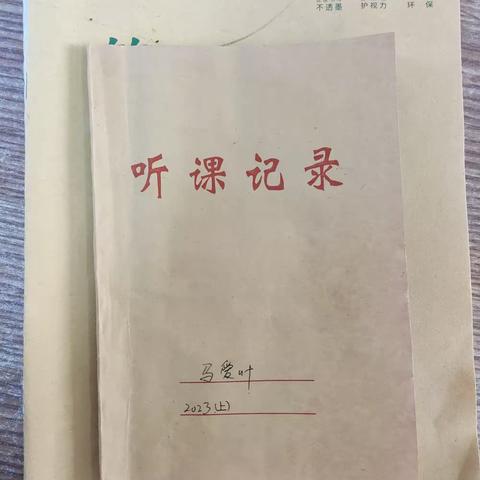 不透墨 护视力 环保
听课记录
马爱叶
2023(上)